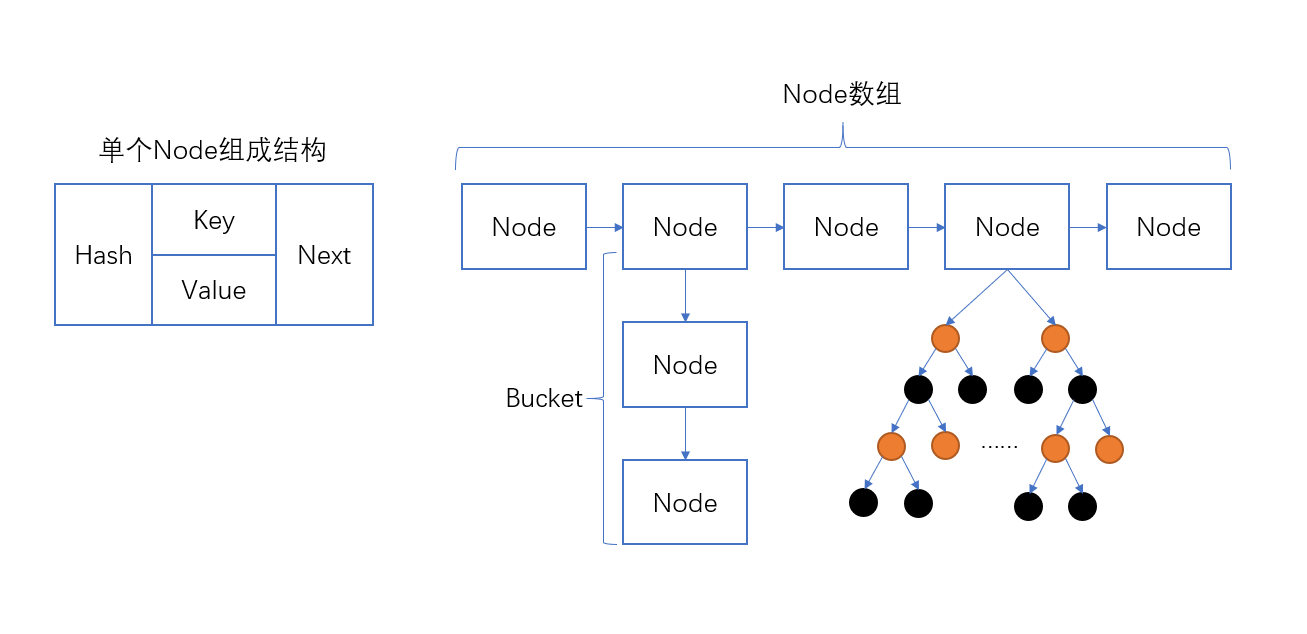 Node数组
单个Node组成结构
Hash
Key
Value
Next
Node
Node
Node
Node
Node
Bucket
Node
Node
......